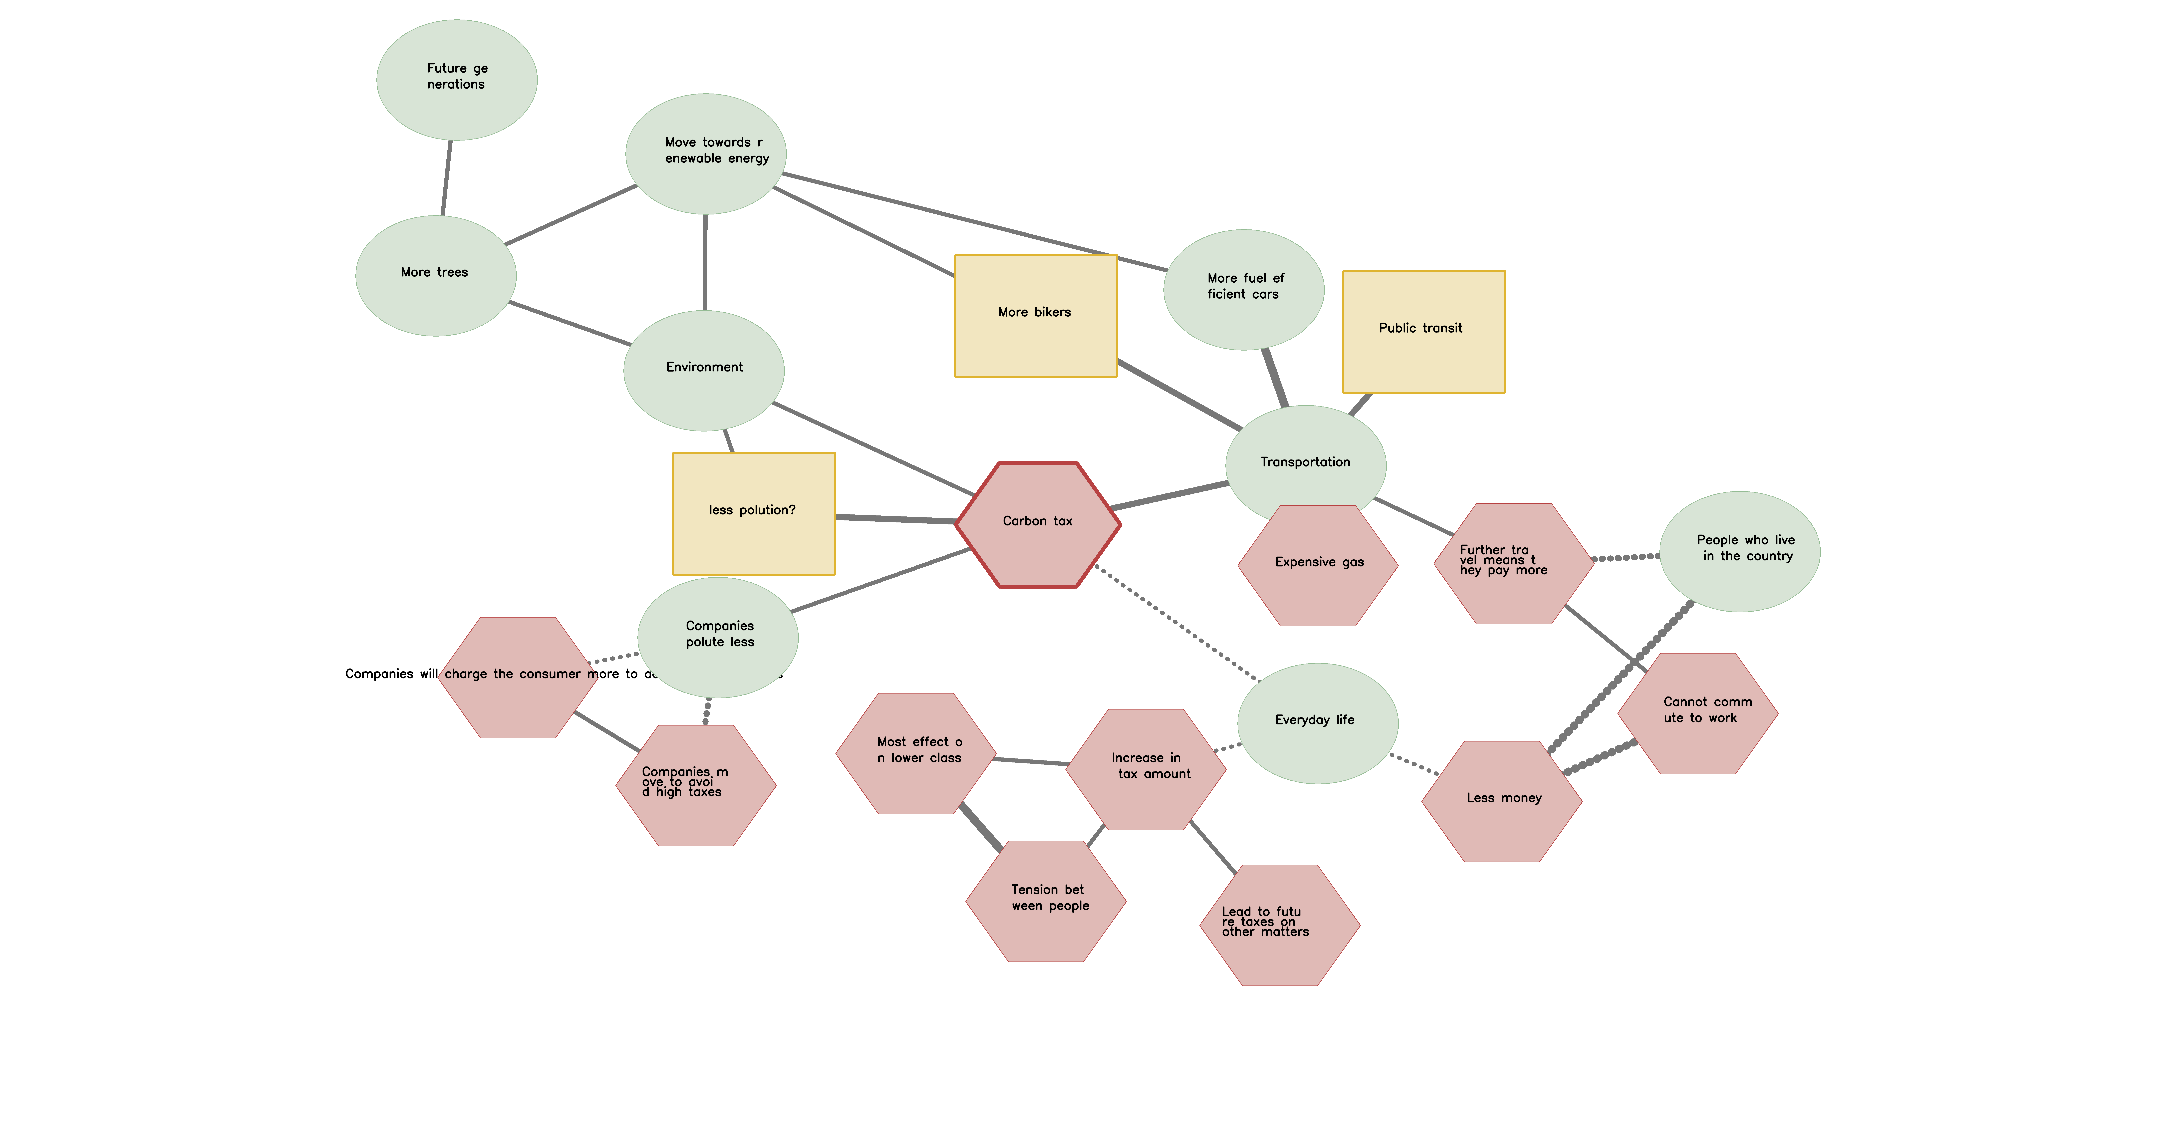 Future ge
nerations
Move towards r
enewable energy
More trees
More fuel ef
ficient cars
More bikers
Public transit
Environment
Transportation
less polution?
Carbon tax
People who live
in the country
Further tra
vel means t
hey pay more
Expensive gas
Companies
polute less
Companies will charge the consumer more to
Cannot comm
ute to work
Everyday life
Most effect o
n lower class
Increase in
tax amount
Companies m
ove to avoi
d high taxes
Less money
Tension bet
ween people
Lead to futu
re taxes on
other matters